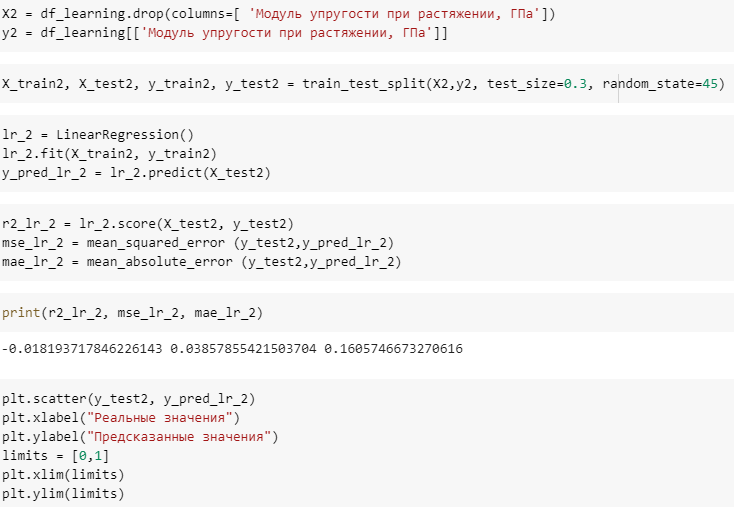 X2 = df_learning.drop(columns=[ 'Модуль упругости при растяжении, ГПа'])
y2 = df_learning[['Модуль упругости при растяжении, ГПа']]
X_train2, X_test2, y_train2, y_test2 = train_test_split(X2,y2, test_size=0.3, random_state=45)
lr_2 = LinearRegression()
lr_2.fit(X_train2, y_train2)
y_pred_lr_2 = lr_2.predict(X_test2)
r2_lr_2 = lr_2.score(X_test2, y_test2)
mse_lr_2 = mean_squared_error (y_test2,y_pred_lr_2)
mae_lr_2 = mean_absolute_error (y_test2,y_pred_lr_2)
print(r2_lr_2, mse_lr_2, mae_lr_2)
-0.018193717846226143 0.03857855421503704 0.1605746673270616
plt.scatter(y_test2, y_pred_lr_2)
plt.xlabel("Реальные значения")
plt.ylabel("Предсказанные значения")
limits = [0,1]
plt.xlim(limits)
plt.ylim(limits)